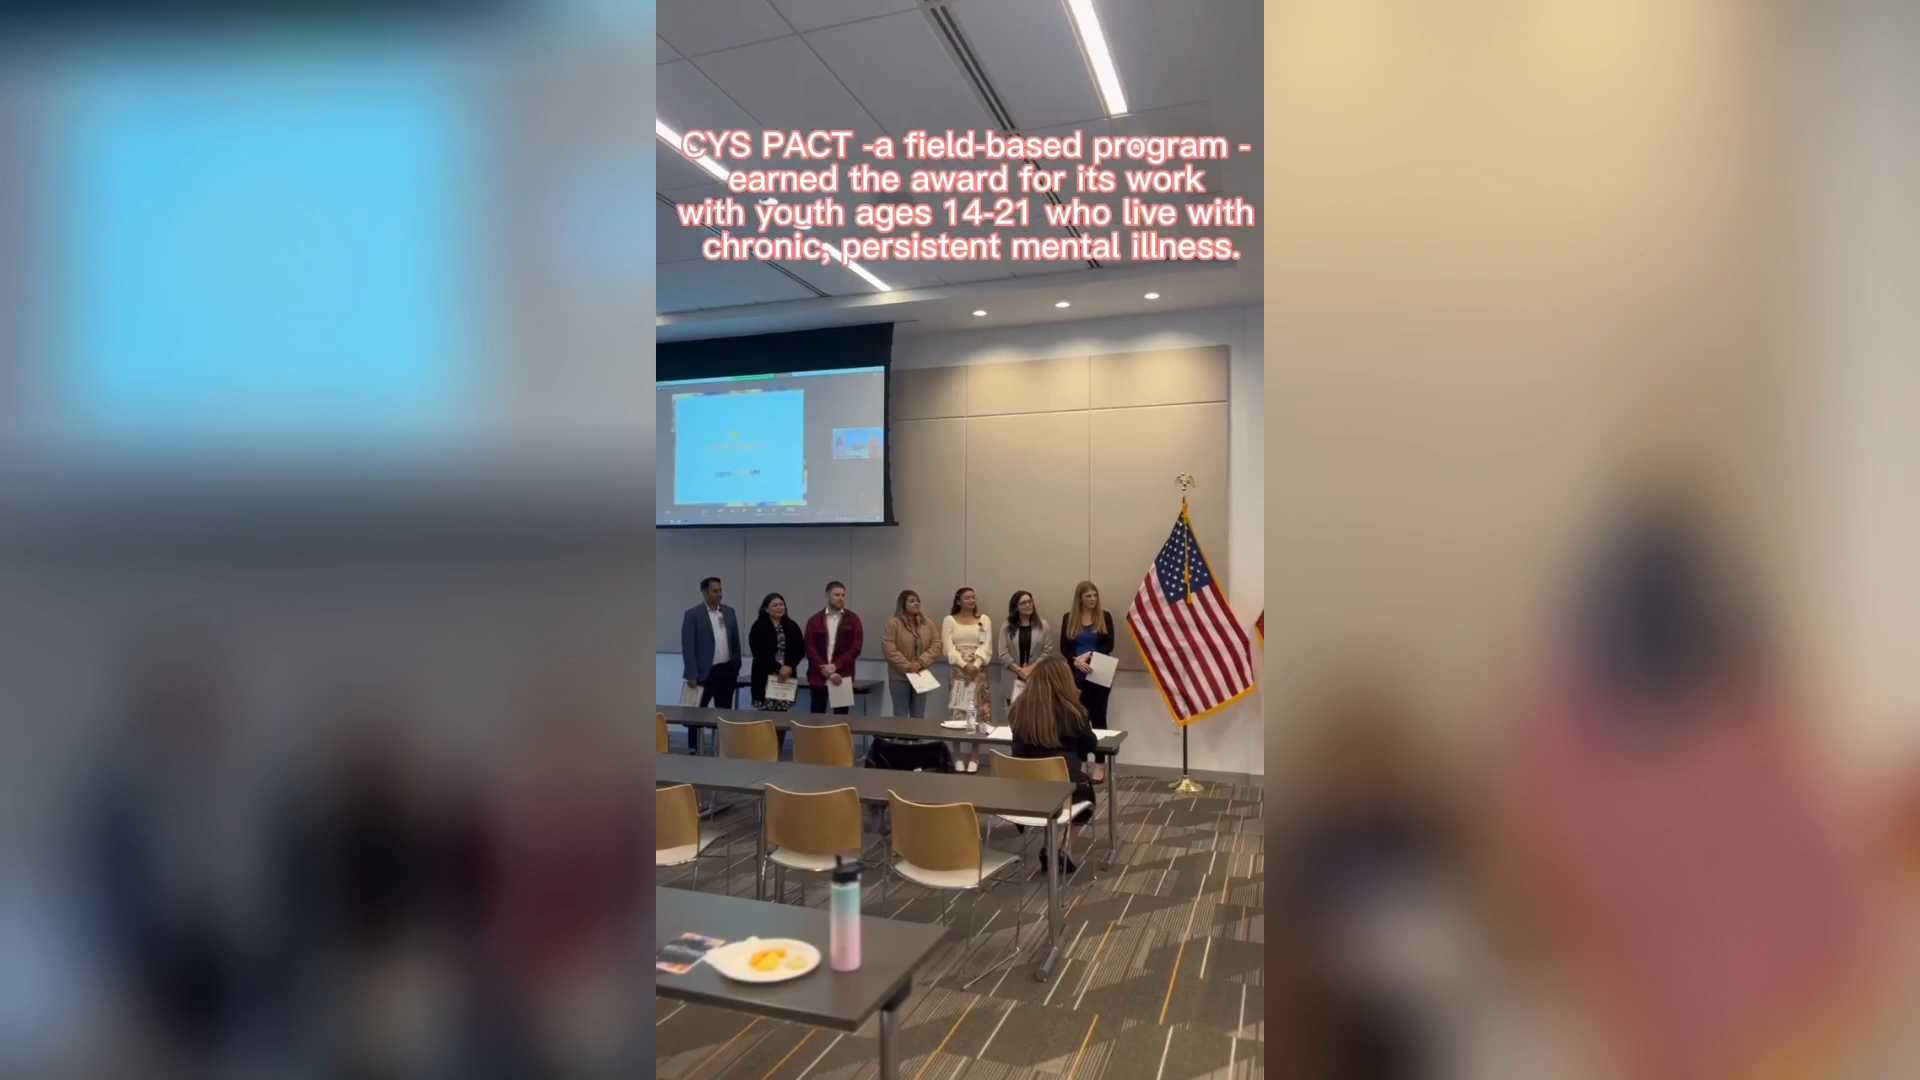 CYS PACT -a field-based program -
earned the award for its work
with youth ages 14-21 who live with
chronic, persistent mental illness.